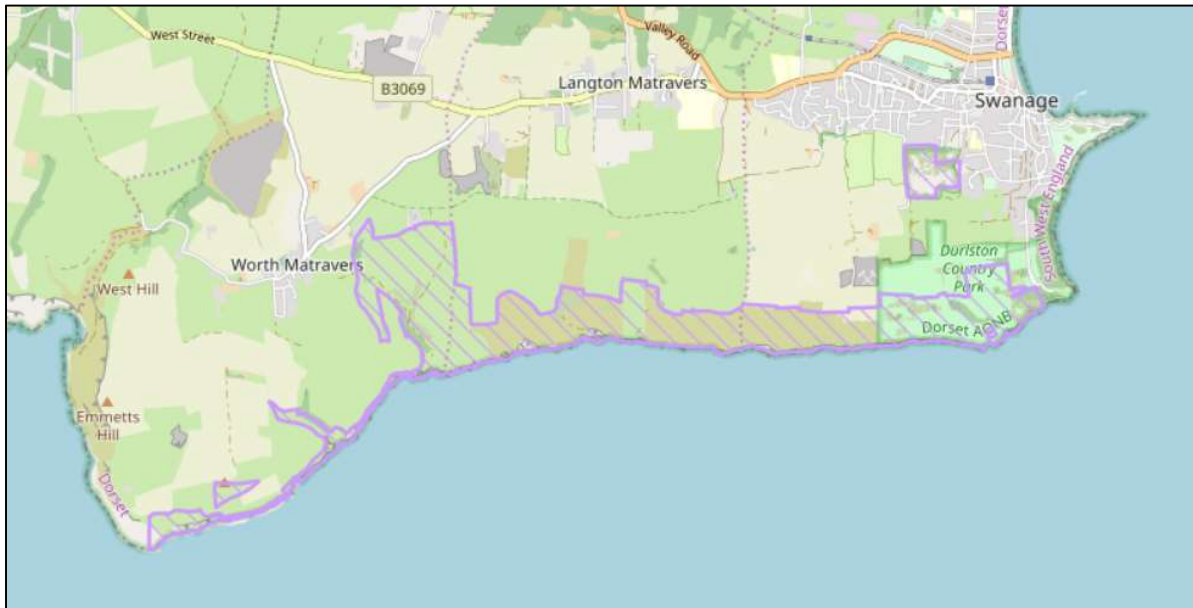 West Street
Valley Road
Dorset
B3069
Langton Matravers
Swanage
South West England
Durlston
Country
Park
Worth Matravers
West Hill
Dorset AONB
Emmetts
Hill
Dorset